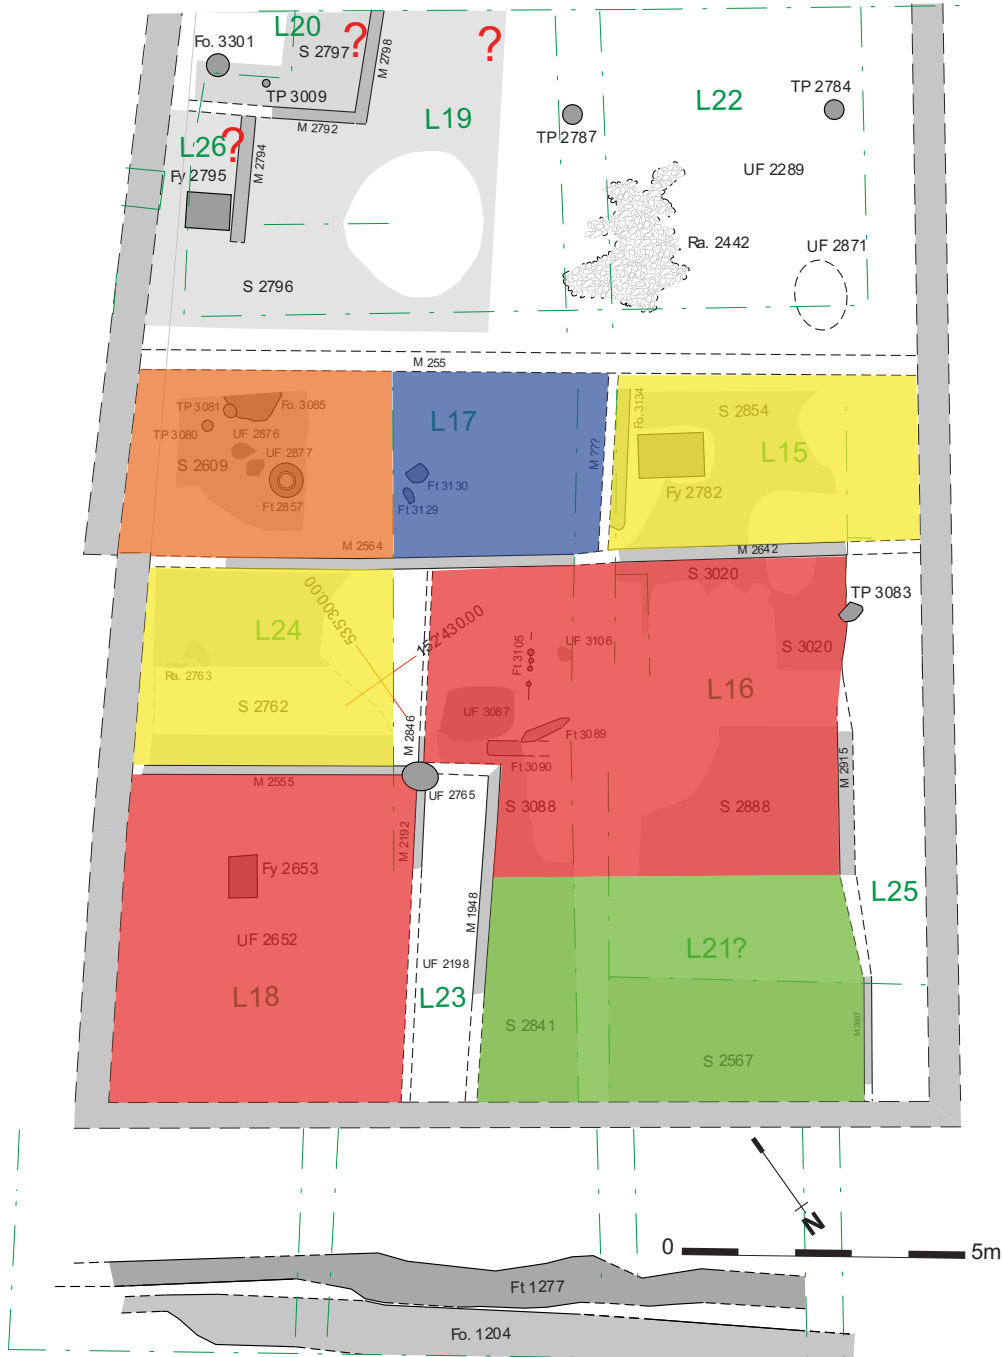 L20
Fo. 3301
S 2797
?
?
M 2798
TP 3009
M 2792
L19
L26
?
M 2794
Fy 2795
S 2796
TP 2784
L22
TP 2787
UF 2289
Ra. 2442
UF 2871
M 255
TP 3081
Fo. 3085
TP 3080
UF 2876
S 2609
UF 2877
Ft 2857
M 2564
L17
Ft 3130
Ft 3129
M ???
Fo. 3134
S 2854
L15
Fy 2782
M 2642
S 3020
TP 3083
535'300.00
152'430.00
L24
Ra. 2763
S 2762
M 2846
Ft 3105
UF 3106
S 3020
L16
UF 3087
Ft 3089
Ft 3090
M 2555
UF 2765
S 3088
S 2888
M 2915
M 2192
Fy 2653
L25
M 1948
UF 2652
L21?
UF 2198
L18
L23
S 2841
S 2567
M 2657
N
0
5m
Ft 1277
Fo. 1204